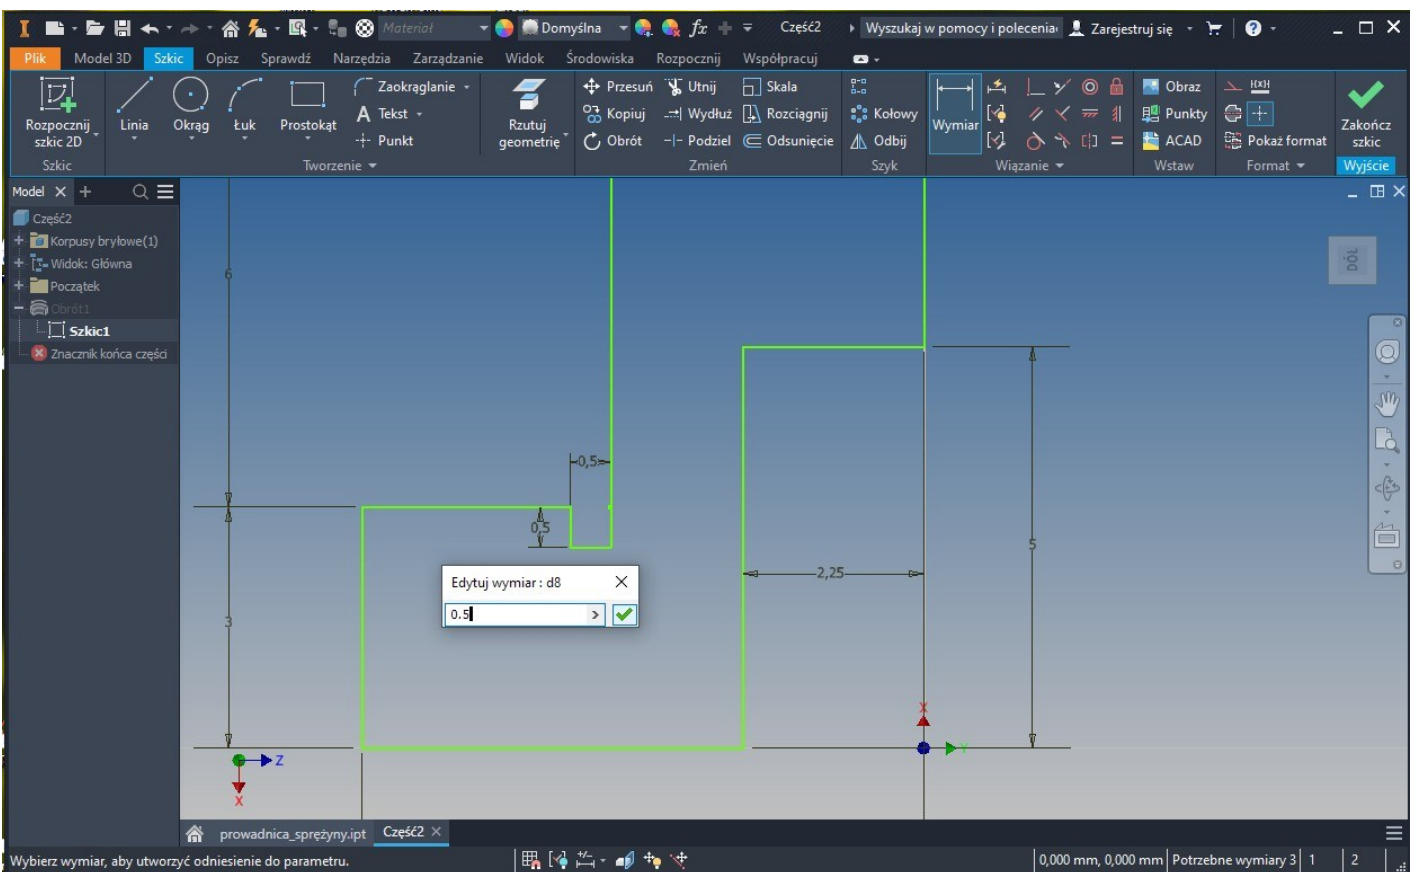 Materiał
Domyślna
fx
Część2
Wyszukaj w pomocy i polecenia
Zarejestruj się
Plik Model 3D Szkic Opisz Sprawdź Narzędzia Zarządzanie Widok Środowiska Rozpocznij Współpracuj
Rozpocznij szkic 2D
Linia
Okrąg
Łuk
Prostokąt
Zaokrąglanie
A Tekst
Punkt
Rzutuj geometrię
Przesuń
Kopiuj
Obrót
Utnij
Wydłuż
Podziel
Skala
Rozciągnij
Odsunięcie
Kołowy
Odbij
Wymiar
Obraz
Punkty
ACAD
Pokaż format
Zakończ szkic
Szkic
Tworzenie
Zmień
Szyk
Wiązanie
Wstaw
Format
Wyjście
Model
Część2
Korpusy bryłowe(1)
Widok: Główna
Początek
Obrót1
Szkic1
Znacznik końca części
DÓŁ
6
0,5
0,5
5
2,25
3
Edytuj wymiar : d8
0.5
X
Y
Z
X
prowadnica_sprężyny.ipt
Część2
Wybierz wymiar, aby utworzyć odniesienie do parametru.
0,000 mm, 0,000 mm
Potrzebne wymiary 3
1
2